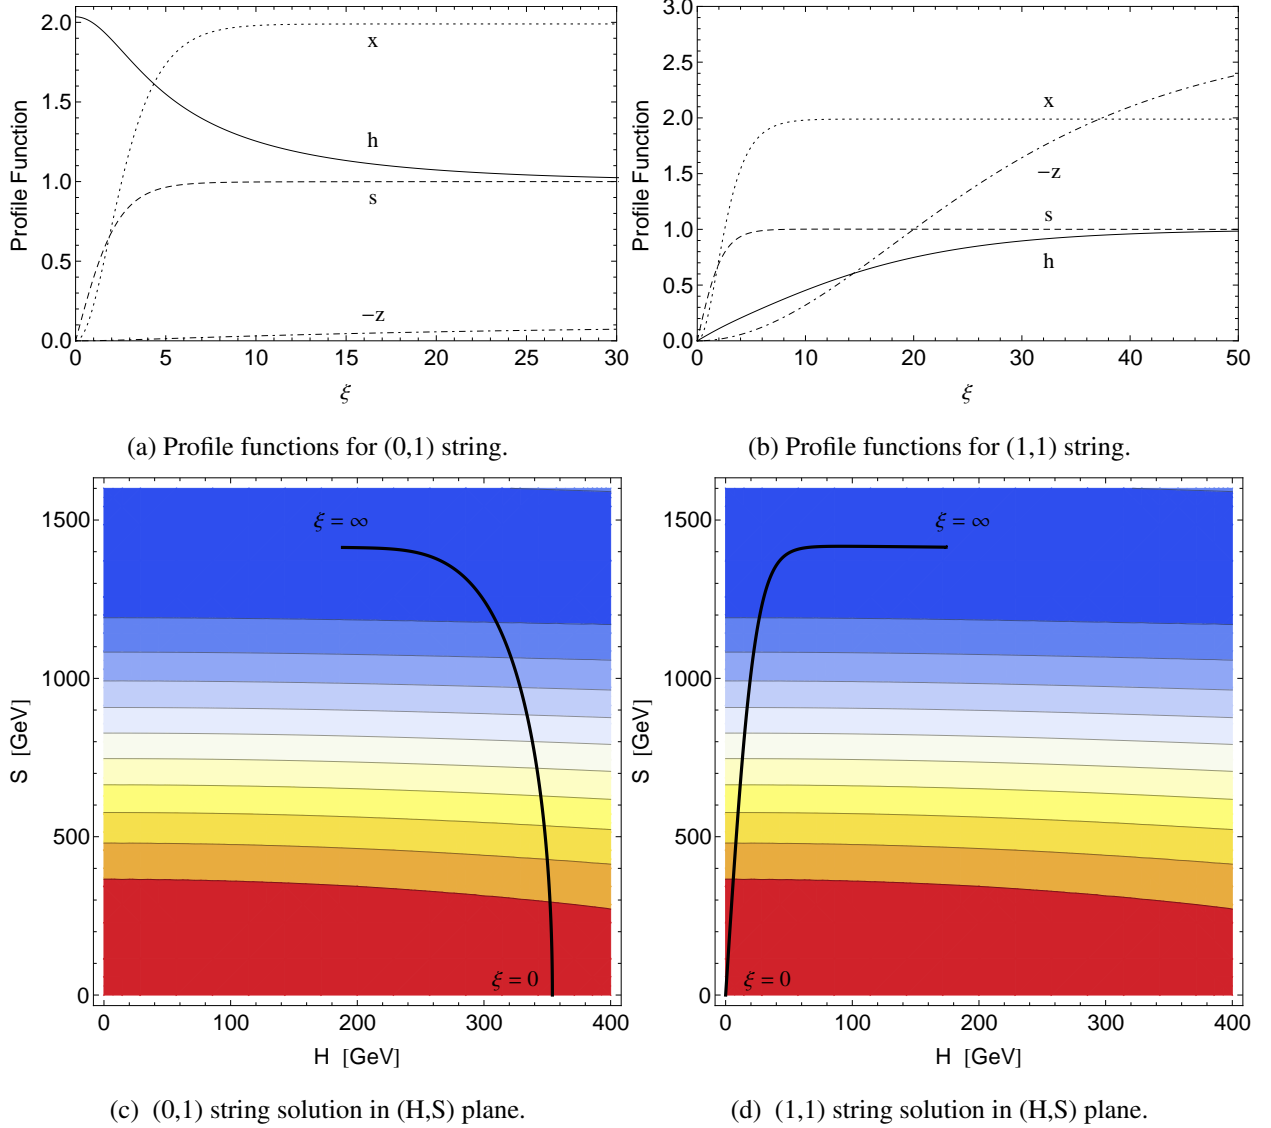 2.0
1.5
1.0
0.5
0.0
Profile Function
x
h
s
−z
0 5 10 15 20 25 30
ξ
3.0
2.5
2.0
1.5
1.0
0.5
0.0
Profile Function
x
−z
s
h
0 10 20 30 40 50
ξ
(a) Profile functions for (0,1) string.
(b) Profile functions for (1,1) string.
1500
1000
500
0
S [GeV]
ξ = ∞
ξ = 0
0 100 200 300 400
H [GeV]
1500
1000
500
0
S [GeV]
ξ = ∞
ξ = 0
0 100 200 300 400
H [GeV]
(c) (0,1) string solution in (H,S) plane.
(d) (1,1) string solution in (H,S) plane.